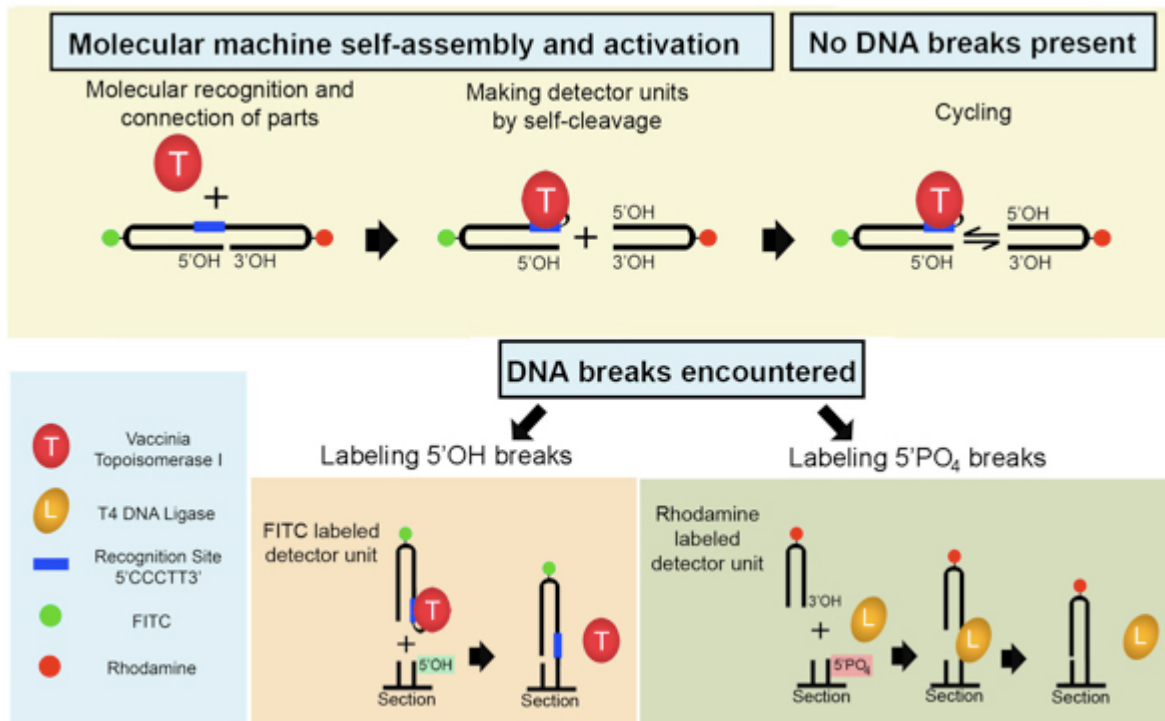 Molecular machine self-assembly and activation
No DNA breaks present
Molecular recognition and
connection of parts
Making detector units
by self-cleavage
Cycling
T
+
5'OH 3'OH
T
5'OH
+
5'OH
3'OH
T
5'OH
5'OH
3'OH
DNA breaks encountered
T
Vaccinia
Topoisomerase I
L
T4 DNA Ligase
Recognition Site
5'CCCTT3'
FITC
Rhodamine
Labeling 5'OH breaks
FITC labeled
detector unit
T
+
5'OH
Section
T
Section
Labeling 5'PO₄ breaks
Rhodamine
labeled
detector unit
3'OH
+
L
5'PO₄
Section
L
Section
L
Section